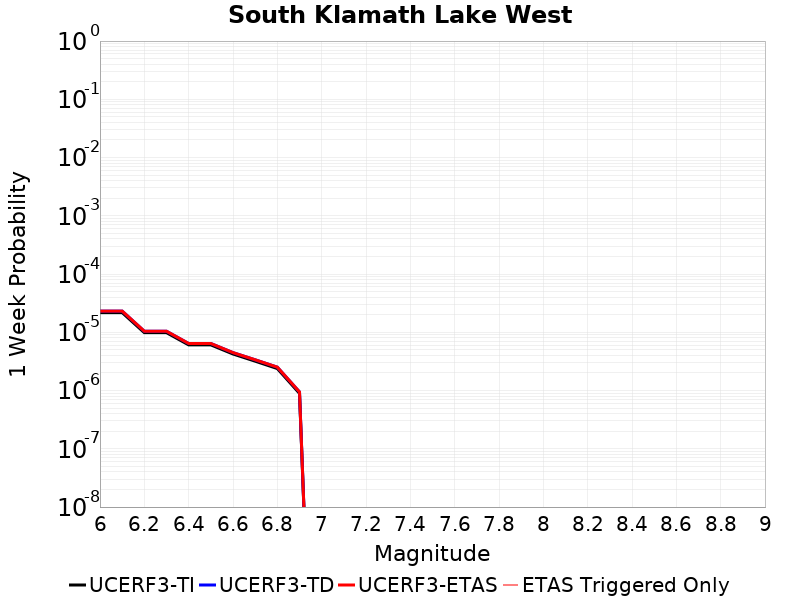 South Klamath Lake West
1 Week Probability
10^0
10^-1
10^-2
10^-3
10^-4
10^-5
10^-6
10^-7
10^-8
6 6.2 6.4 6.6 6.8 7 7.2 7.4 7.6 7.8 8 8.2 8.4 8.6 8.8 9
Magnitude
UCERF3-TI UCERF3-TD UCERF3-ETAS ETAS Triggered Only